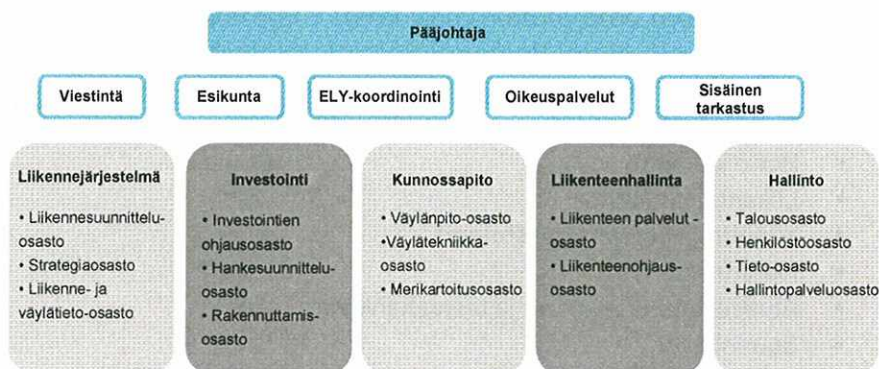 Pääjohtaja
Viestintä
Esikunta
ELY-koordinointi
Oikeuspalvelut
Sisäinen
tarkastus
Liikennejärjestelmä
• Liikennesuunnittelu-
osasto
• Strategiaosasto
• Liikenne- ja
väylätieto-osasto
Investointi
• Investointien
ohjausosasto
• Hankesuunnittelu-
osasto
• Rakennuttamis-
osasto
Kunnossapito
• Väylänpito-osasto
•Väylätekniikka-
osasto
• Merikartoitusosasto
Liikenteenhallinta
• Liikenteen palvelut -
osasto
• Liikenteenohjaus-
osasto
Hallinto
• Talousosasto
• Henkilöstöosasto
• Tieto-osasto
• Hallintopalveluosasto